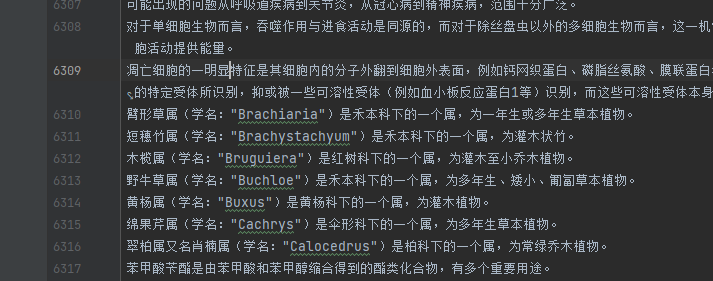 6307 可能出现的问题从呼吸道疾病到关节炎，从冠心病到精神疾病，范围十分广泛。
6308 对于单细胞生物而言，吞噬作用与进食活动是同源的，而对于除丝盘虫以外的多细胞生物而言，这一机
胞活动提供能量。
6309 凋亡细胞的一明显特征是其细胞内的分子外翻到细胞外表面，例如钙网织蛋白、磷脂丝氨酸、膜联蛋白
的特定受体所识别，抑或被一些可溶性受体（例如血小板反应蛋白1等）识别，而这些可溶性受体本身
6310 臂形草属（学名："Brachiaria"）是禾本科下的一个属，为一年生或多年生草本植物。
6311 短穗竹属（学名："Brachystachyum"）是禾本科下的一个属，为灌木状竹。
6312 木榄属（学名："Bruguiera"）是红树科下的一个属，为灌木至小乔木植物。
6313 野牛草属（学名："Buchloe"）是禾本科下的一个属，为多年生、矮小、匍匐草本植物。
6314 黄杨属（学名："Buxus"）是黄杨科下的一个属，为灌木植物。
6315 绵果芹属（学名："Cachrys"）是伞形科下的一个属，为多年生草本植物。
6316 翠柏属又名肖楠属（学名："Calocedrus"）是柏科下的一个属，为常绿乔木植物。
6317 苯甲酸苄酯是由苯甲酸和苯甲醇缩合得到的酯类化合物，有多个重要用途。